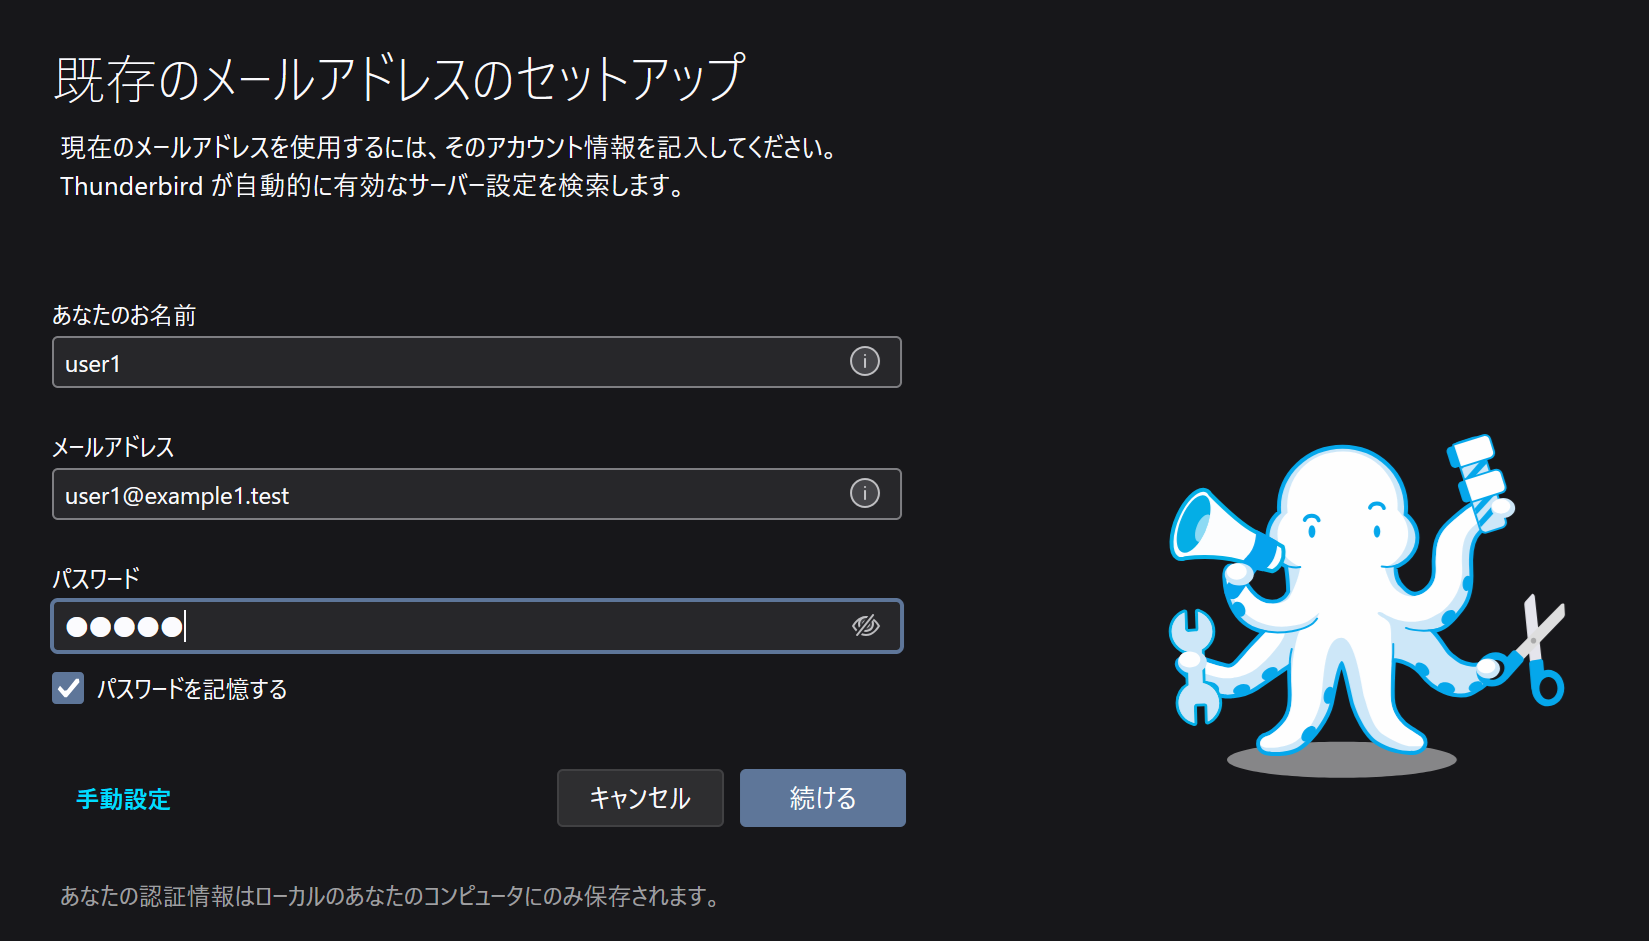 既存のメールアドレスのセットアップ
現在のメールアドレスを使用するには、そのアカウント情報を記入してください。
Thunderbird が自動的に有効なサーバー設定を検索します。
あなたのお名前
user1
メールアドレス
user1@example1.test
パスワード
●●●●●
パスワードを記憶する
手動設定 キャンセル 続ける
あなたの認証情報はローカルのあなたのコンピュータにのみ保存されます。